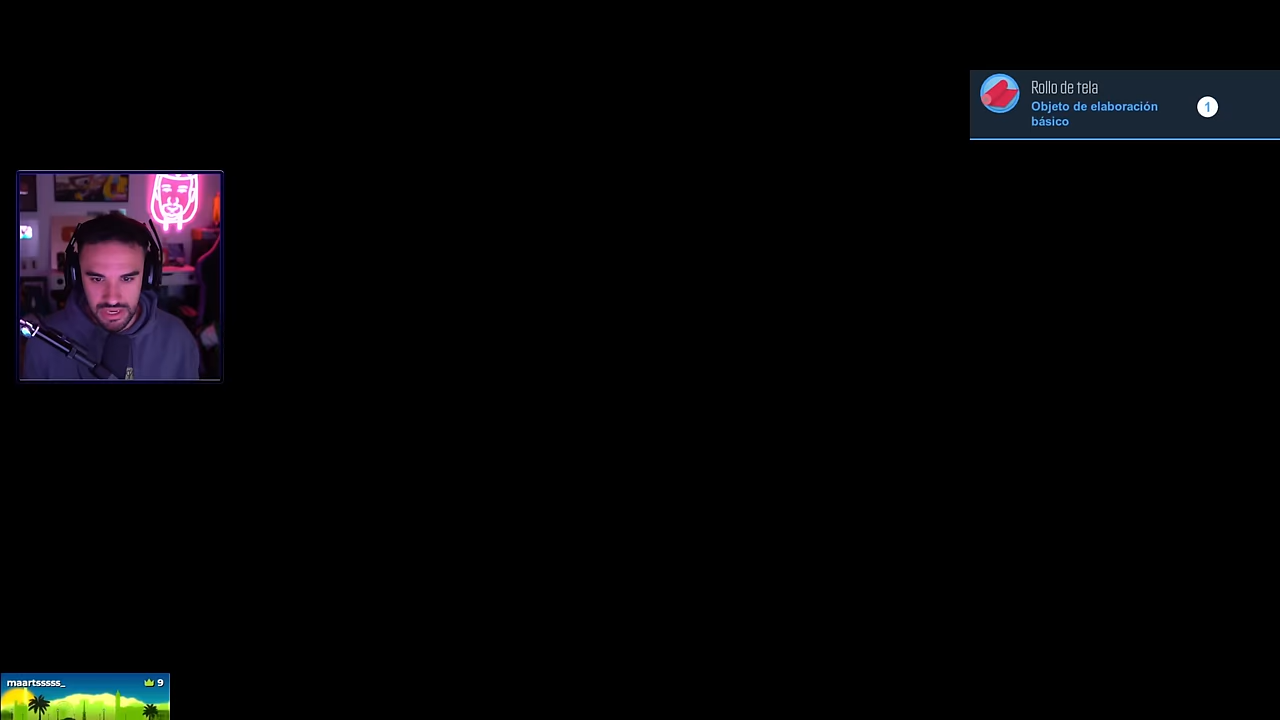 Rollo de tela
Objeto de elaboración
básico
1
maartsssss_
9